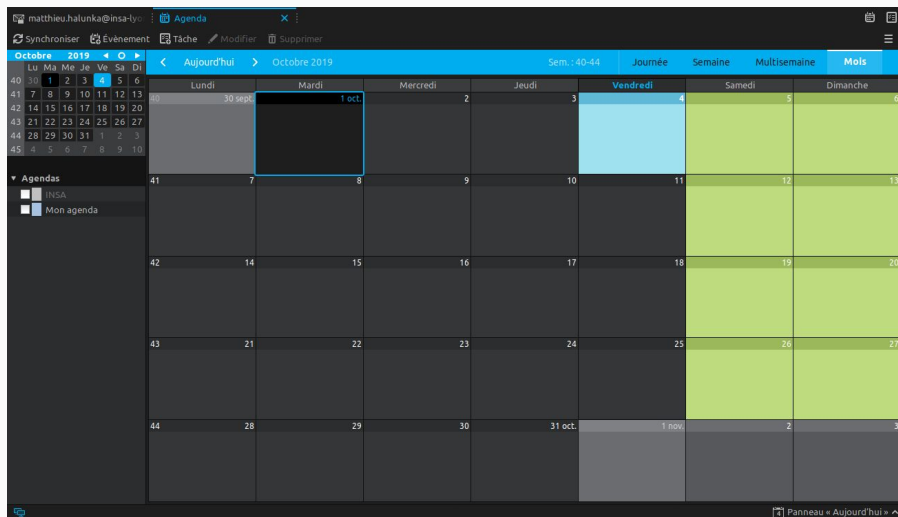 matthieu.halunka@insa-lyo Agenda
Synchroniser Évènement Tâche Modifier Supprimer
Octobre 2019
Lu Ma Me Je Ve Sa Di
40 30 1 2 3 4 5 6
41 7 8 9 10 11 12 13
42 14 15 16 17 18 19 20
43 21 22 23 24 25 26 27
44 28 29 30 31 1 2 3
45 4 5 6 7 8 9 10
Agendas
INSA
Mon agenda
Aujourd'hui Octobre 2019 Sem. : 40-44 Journée Semaine Multisemaine Mois
Lundi Mardi Mercredi Jeudi Vendredi Samedi Dimanche
40 30 sept. 1 oct. 2 3 4 5 6
41 7 8 9 10 11 12 13
42 14 15 16 17 18 19 20
43 21 22 23 24 25 26 27
44 28 29 30 31 oct. 1 nov. 2 3
4 Panneau « Aujourd'hui »